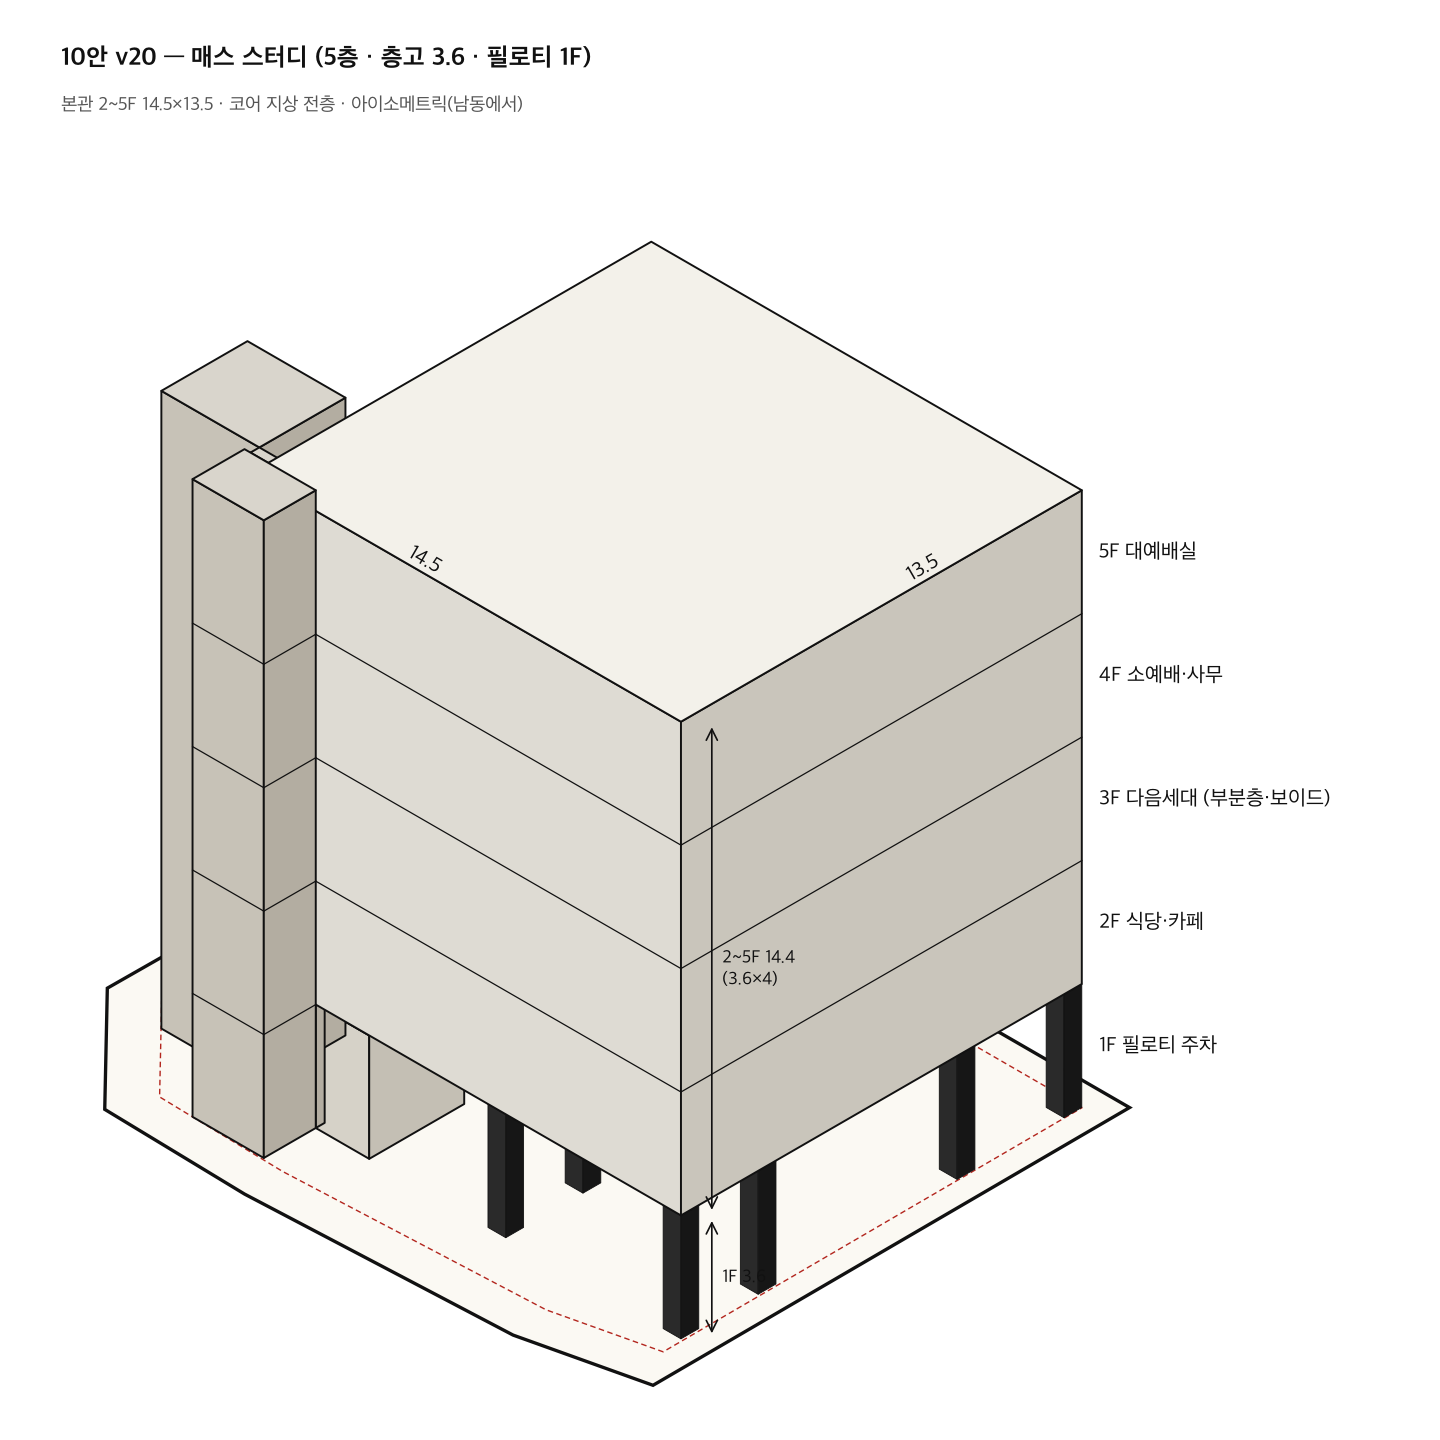 10안 v20 — 매스 스터디 (5층 · 층고 3.6 · 필로티 1F)
본관 2~5F 14.5×13.5 · 코어 지상 전층 · 아이소메트릭(남동에서)
14.5
13.5
5F 대예배실
4F 소예배·사무
3F 다음세대 (부분층·보이드)
2F 식당·카페
2~5F 14.4
(3.6×4)
1F 필로티 주차
1F 3.6